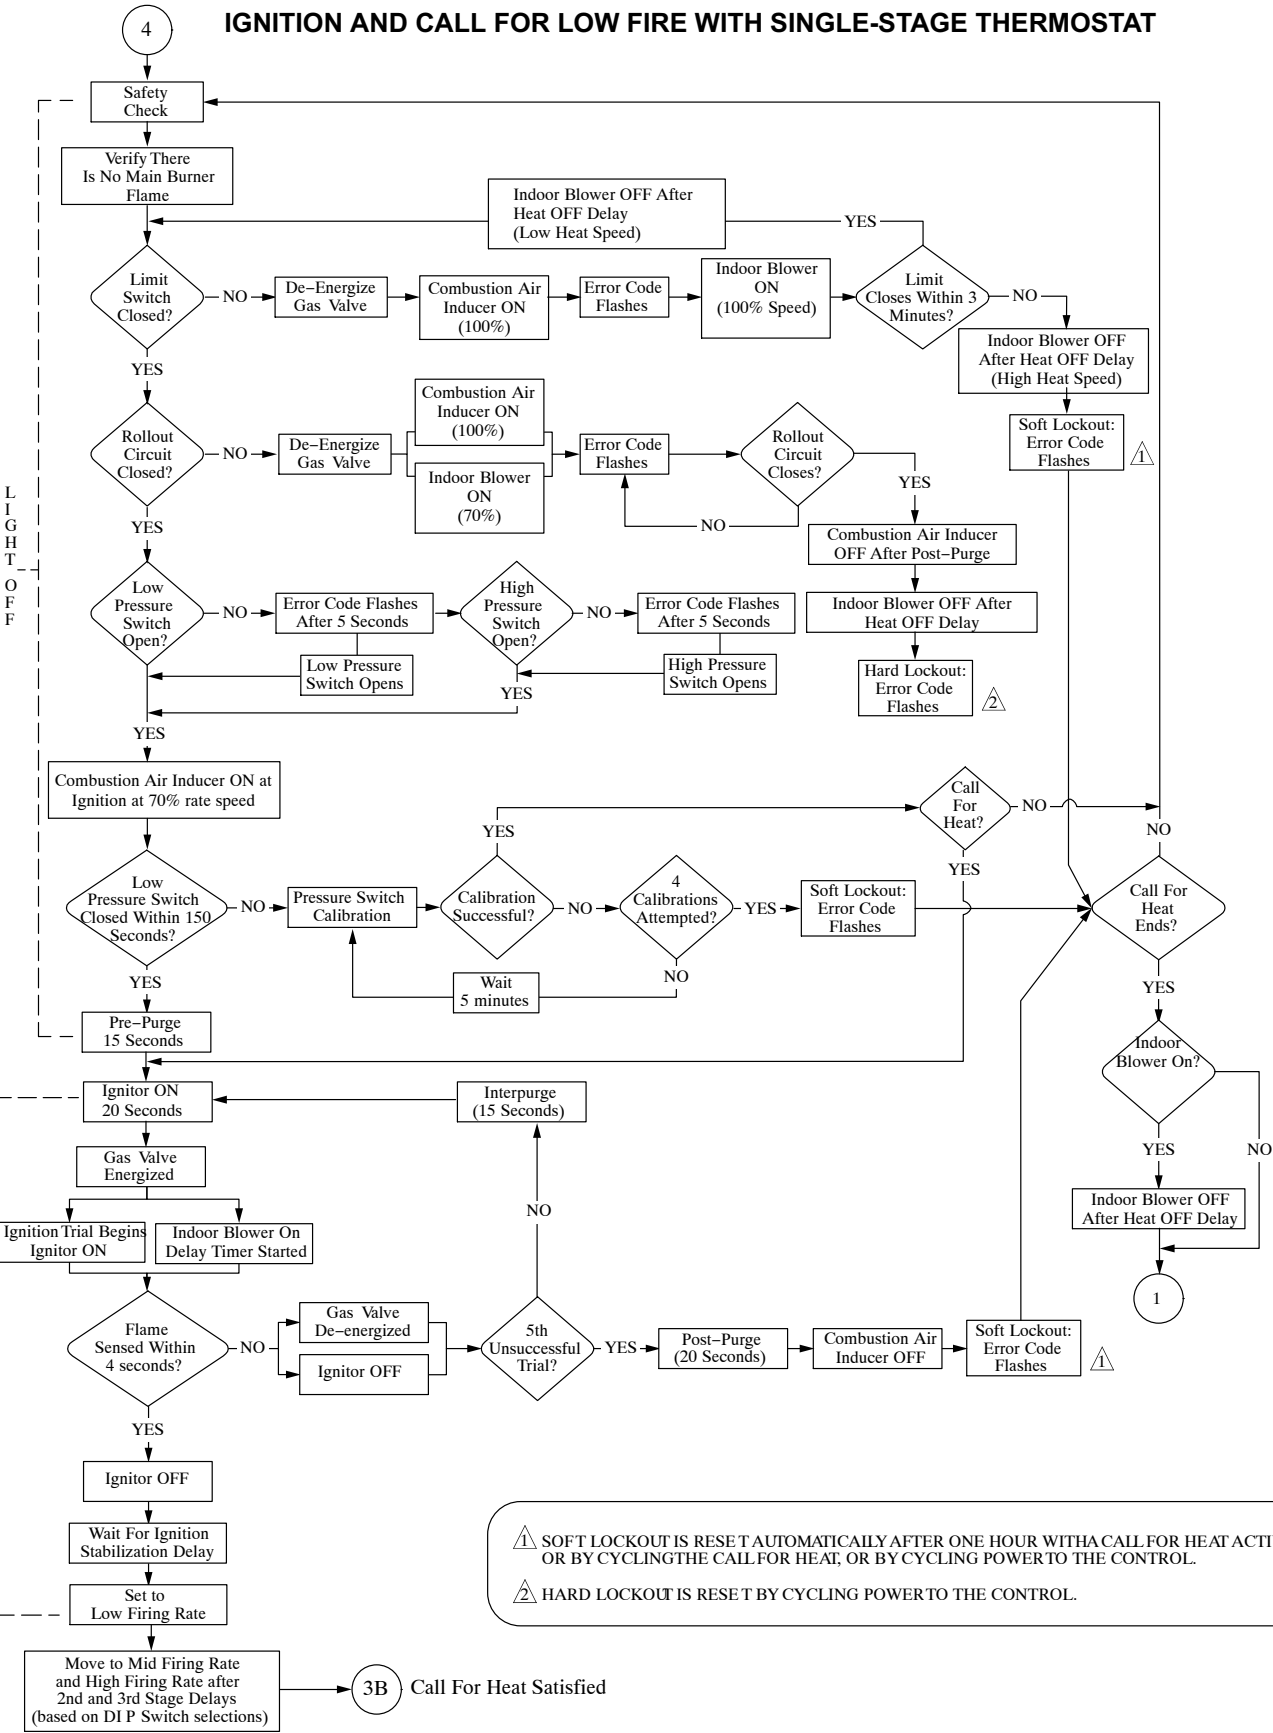 IGNITION AND CALL FOR LOW FIRE WITH SINGLE-STAGE THERMOSTAT
4
Safety
Check
Verify There
Is No Main Burner
Flame
Indoor Blower OFF After
Heat OFF Delay
(Low Heat Speed)
YES
Limit
Switch
Closed?
NO
De-Energize
Gas Valve
Combustion Air
Inducer ON
(100%)
Error Code
Flashes
Indoor Blower
ON
(100% Speed)
Limit
Closes Within 3
Minutes?
NO
Indoor Blower OFF
After Heat OFF Delay
(High Heat Speed)
Soft Lockout:
Error Code
Flashes
1
YES
Rollout
Circuit
Closed?
NO
De-Energize
Gas Valve
Combustion Air
Inducer ON
(100%)
Indoor Blower
ON
(70%)
Error Code
Flashes
Rollout
Circuit
Closes?
NO
YES
Combustion Air Inducer
OFF After Post-Purge
Indoor Blower OFF After
Heat OFF Delay
Hard Lockout:
Error Code
Flashes
2
LIGHT OFF
YES
Low
Pressure
Switch
Open?
NO
Error Code Flashes
After 5 Seconds
Low Pressure
Switch Opens
High
Pressure
Switch
Open?
NO
Error Code Flashes
After 5 Seconds
High Pressure
Switch Opens
YES
YES
Combustion Air Inducer ON at
Ignition at 70% rate speed
Low
Pressure Switch
Closed Within 150
Seconds?
NO
Pressure Switch
Calibration
Calibration
Successful?
YES
NO
4
Calibrations
Attempted?
YES
NO
Wait
5 minutes
Soft Lockout:
Error Code
Flashes
Call
For
Heat?
NO
YES
NO
Call For
Heat
Ends?
YES
Indoor
Blower On?
YES
NO
Indoor Blower OFF
After Heat OFF Delay
1
YES
Pre-Purge
15 Seconds
Ignitor ON
20 Seconds
Interpurge
(15 Seconds)
Gas Valve
Energized
Ignition Trial Begins
Ignitor ON
Indoor Blower On
Delay Timer Started
Flame
Sensed Within
4 seconds?
NO
Gas Valve
De-energized
Ignitor OFF
5th
Unsuccessful
Trial?
NO
YES
Post-Purge
(20 Seconds)
Combustion Air
Inducer OFF
Soft Lockout:
Error Code
Flashes
1
YES
Ignitor OFF
Wait For Ignition
Stabilization Delay
Set to
Low Firing Rate
Move to Mid Firing Rate
and High Firing Rate after
2nd and 3rd Stage Delays
(based on DI P Switch selections)
3B
Call For Heat Satisfied
1 SOFT LOCKOUT IS RESET AUTOMATICALLY AFTER ONE HOUR WITH A CALL FOR HEAT ACTI
OR BY CYCLING THE CALL FOR HEAT, OR BY CYCLING POWER TO THE CONTROL.
2 HARD LOCKOUT IS RESET BY CYCLING POWER TO THE CONTROL.